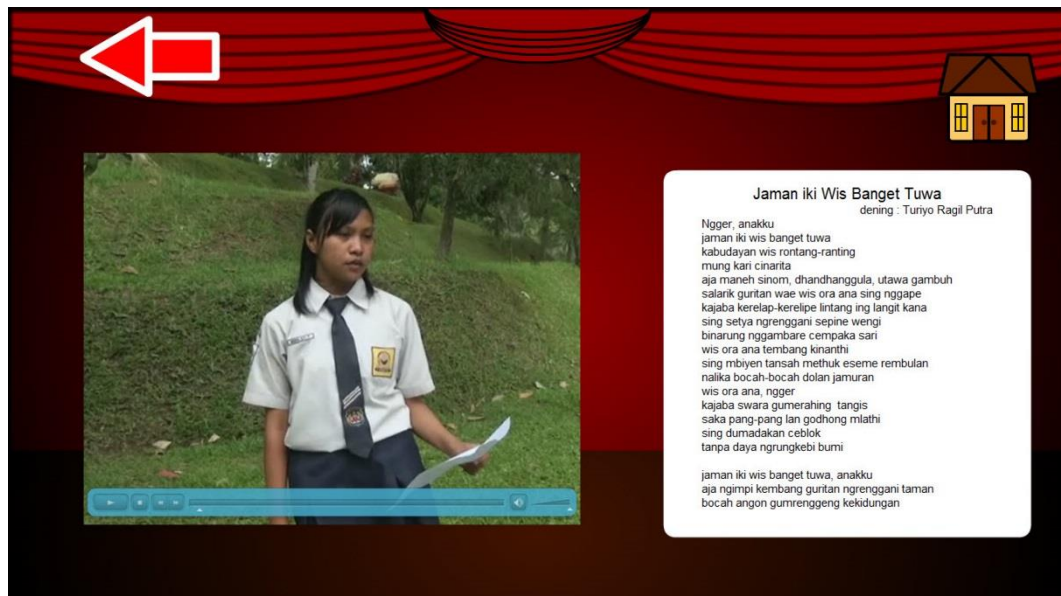 Jaman iki Wis Banget Tuwa
dening : Turiyo Ragil Putra
Ngger, anakku
jaman iki wis banget tuwa
kabudayan wis rontang-ranting
mung kari cinarita
aja maneh sinom, dhandhanggula, utawa gambuh
salarik guritan wae wis ora ana sing nggape
kajaba kerelap-kerelipe lintang ing langit kana
sing setya ngrenggani sepine wengi
binarung nggambare cempaka sari
wis ora ana tembang kinanthi
sing mbiyen tansah methuk eseme rembulan
nalika bocah-bocah dolan jamuran
wis ora ana, ngger
kajaba swara gumerahing  tangis
saka pang-pang lan godhong mlathi
sing dumadakan ceblok
tanpa daya ngrungkebi bumi
jaman iki wis banget tuwa, anakku
aja ngimpi kembang guritan ngrenggani taman
bocah angon gumrenggeng kekidungan